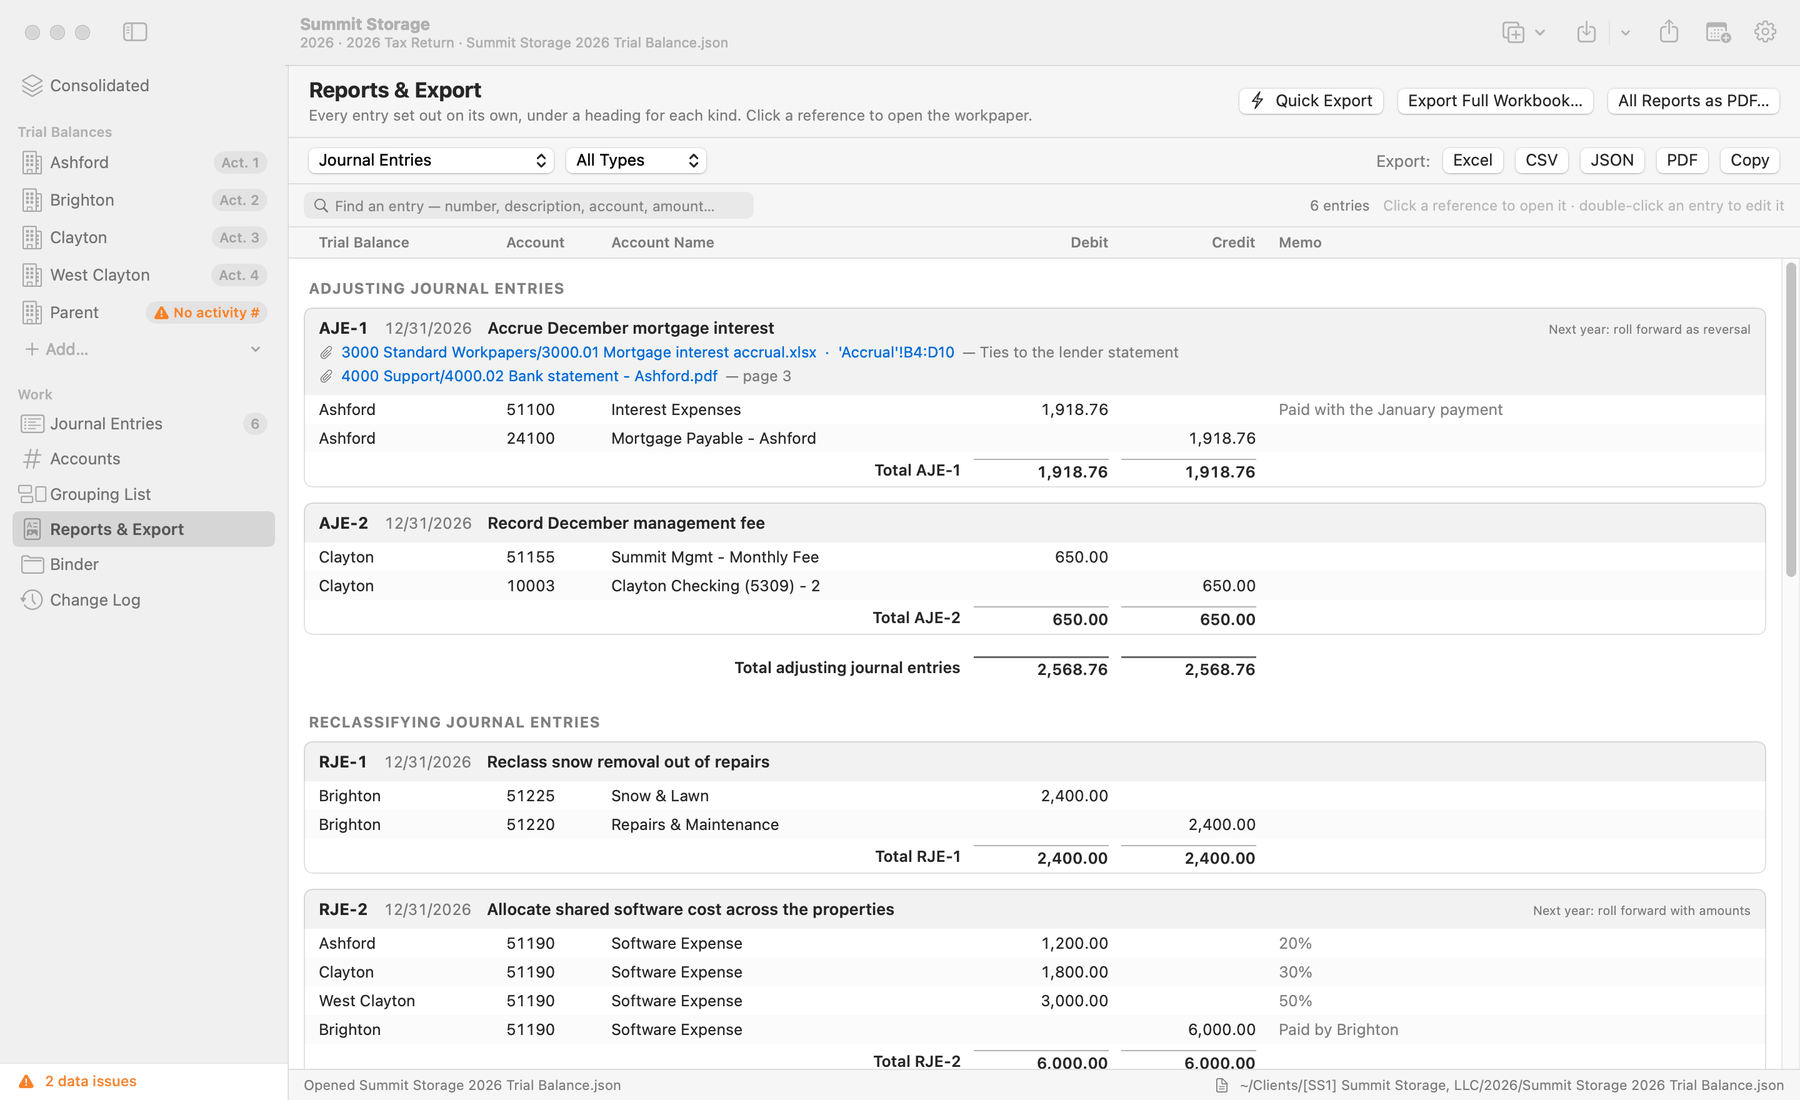 Summit Storage
2026 · 2026 Tax Return · Summit Storage 2026 Trial Balance.json
Consolidated
Trial Balances
Ashford Act. 1
Brighton Act. 2
Clayton Act. 3
West Clayton Act. 4
Parent No activity #
Add...
Work
Journal Entries 6
Accounts
Grouping List
Reports & Export
Binder
Change Log
2 data issues
Reports & Export
Every entry set out on its own, under a heading for each kind. Click a reference to open the workpaper.
Quick Export Export Full Workbook... All Reports as PDF...
Journal Entries All Types Export: Excel CSV JSON PDF Copy
Find an entry — number, description, account, amount... 6 entries Click a reference to open it · double-click an entry to edit it
Trial Balance Account Account Name Debit Credit Memo
ADJUSTING JOURNAL ENTRIES
AJE-1 12/31/2026 Accrue December mortgage interest Next year: roll forward as reversal
3000 Standard Workpapers/3000.01 Mortgage interest accrual.xlsx · 'Accrual'!B4:D10 — Ties to the lender statement
4000 Support/4000.02 Bank statement - Ashford.pdf — page 3
Ashford 51100 Interest Expenses 1,918.76 Paid with the January payment
Ashford 24100 Mortgage Payable - Ashford 1,918.76
Total AJE-1 1,918.76 1,918.76
AJE-2 12/31/2026 Record December management fee
Clayton 51155 Summit Mgmt - Monthly Fee 650.00
Clayton 10003 Clayton Checking (5309) - 2 650.00
Total AJE-2 650.00 650.00
Total adjusting journal entries 2,568.76 2,568.76
RECLASSIFYING JOURNAL ENTRIES
RJE-1 12/31/2026 Reclass snow removal out of repairs
Brighton 51225 Snow & Lawn 2,400.00
Brighton 51220 Repairs & Maintenance 2,400.00
Total RJE-1 2,400.00 2,400.00
RJE-2 12/31/2026 Allocate shared software cost across the properties Next year: roll forward with amounts
Ashford 51190 Software Expense 1,200.00 20%
Clayton 51190 Software Expense 1,800.00 30%
West Clayton 51190 Software Expense 3,000.00 50%
Brighton 51190 Software Expense 6,000.00 Paid by Brighton
Total RJE-2 6,000.00 6,000.00
Opened Summit Storage 2026 Trial Balance.json ~/Clients/[SS1] Summit Storage, LLC/2026/Summit Storage 2026 Trial Balance.json